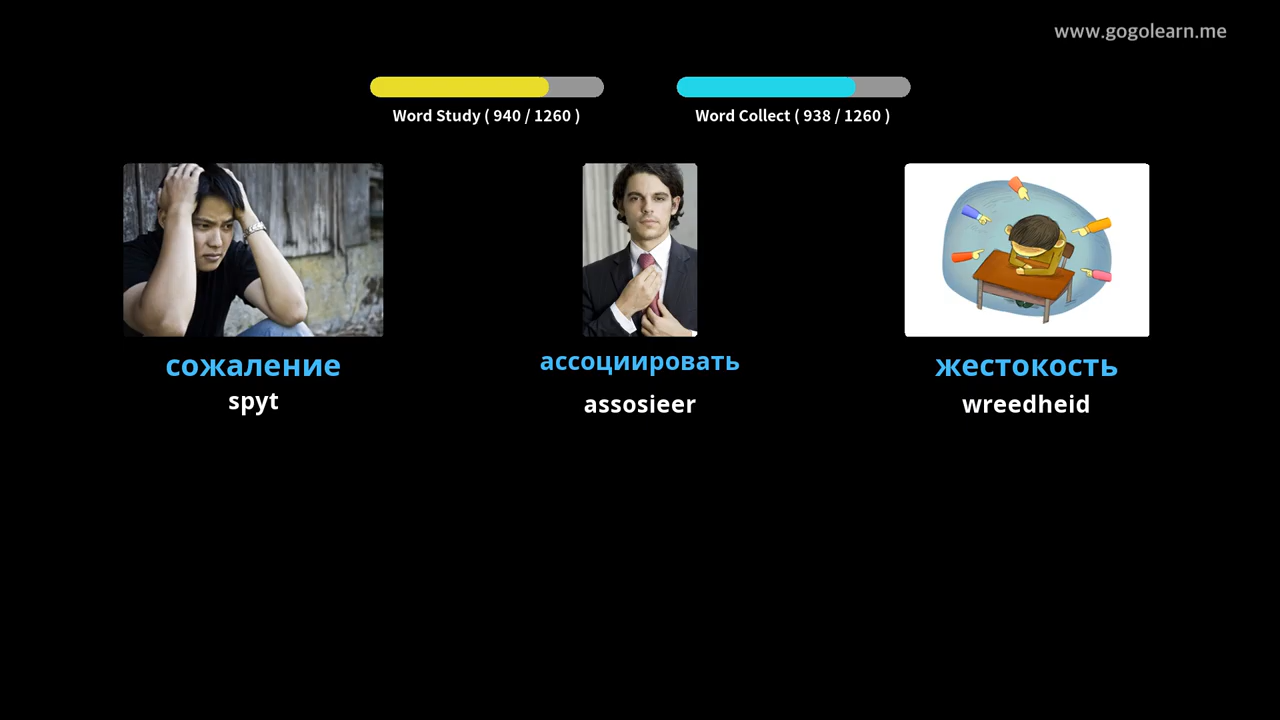 www.gogolearn.me
Word Study ( 940 / 1260 )
Word Collect ( 938 / 1260 )
сожаление
ассоциировать
жестокость
spyt
assosieer
wreedheid